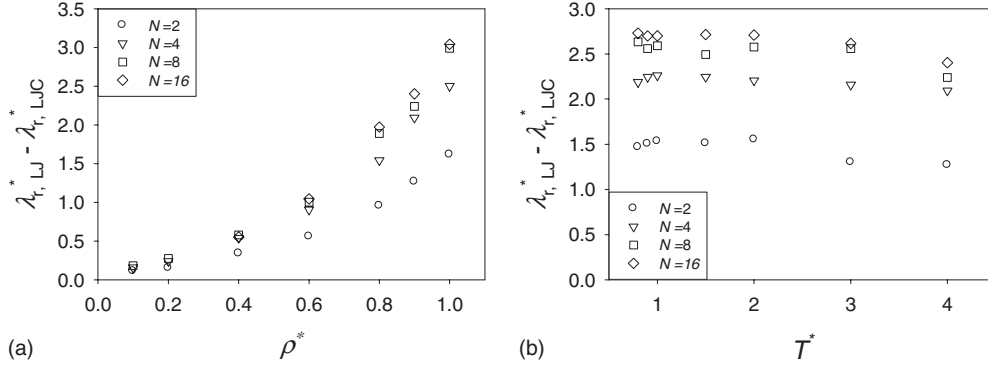 λ*r, LJ - λ*r, LJC
3.5
3.0
2.5
2.0
1.5
1.0
0.5
0.0
N=2
N=4
N=8
N=16
0.0 0.2 0.4 0.6 0.8 1.0
(a)
ρ*
λ*r, LJ - λ*r, LJC
3.0
2.5
2.0
1.5
1.0
0.5
0.0
N=2
N=4
N=8
N=16
1 2 3 4
(b)
T*